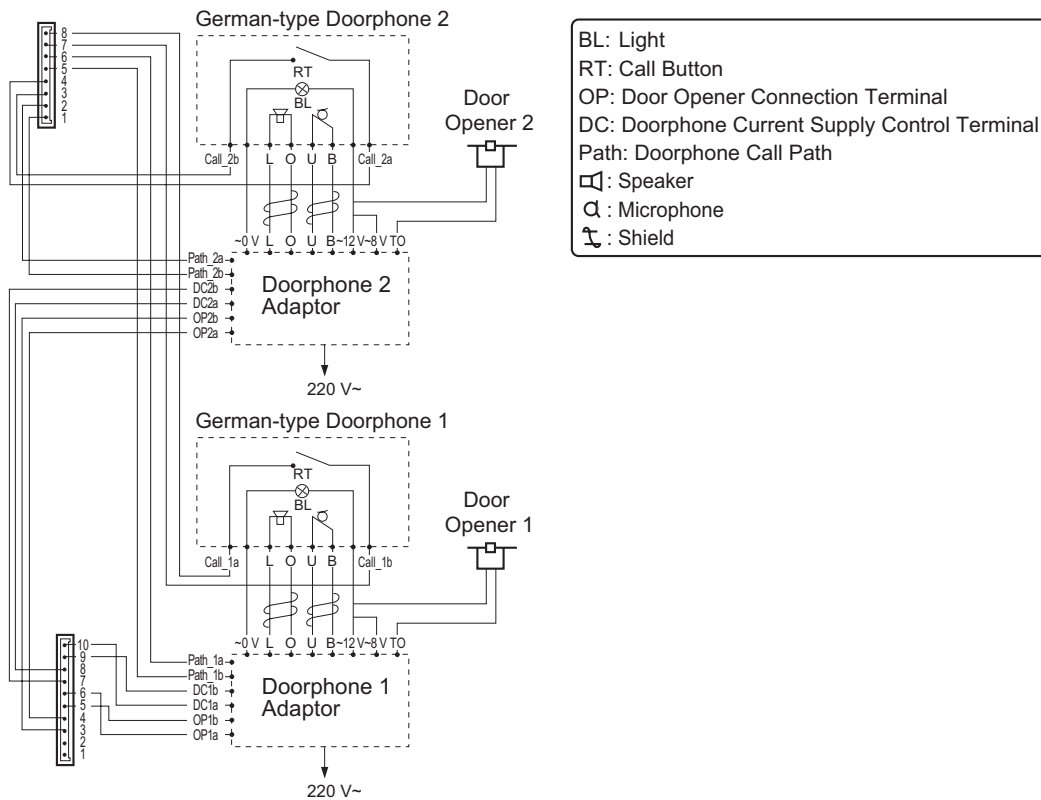 German-type Doorphone 2
8
7
6
5
4
3
2
1
RT
BL
Door
Opener 2
Call_2b L O U B Call_2a
~0 V L O U B ~12 V ~8 V TO
Path_2a
Path_2b
DC2b
DC2a
OP2b
OP2a
Doorphone 2
Adaptor
220 V~
German-type Doorphone 1
RT
BL
Door
Opener 1
Call_1a L O U B Call_1b
~0 V L O U B ~12 V ~8 V TO
10
9
8
7
6
5
4
3
2
1
Path_1a
Path_1b
DC1b
DC1a
OP1b
OP1a
Doorphone 1
Adaptor
220 V~
BL: Light
RT: Call Button
OP: Door Opener Connection Terminal
DC: Doorphone Current Supply Control Terminal
Path: Doorphone Call Path
: Speaker
: Microphone
: Shield